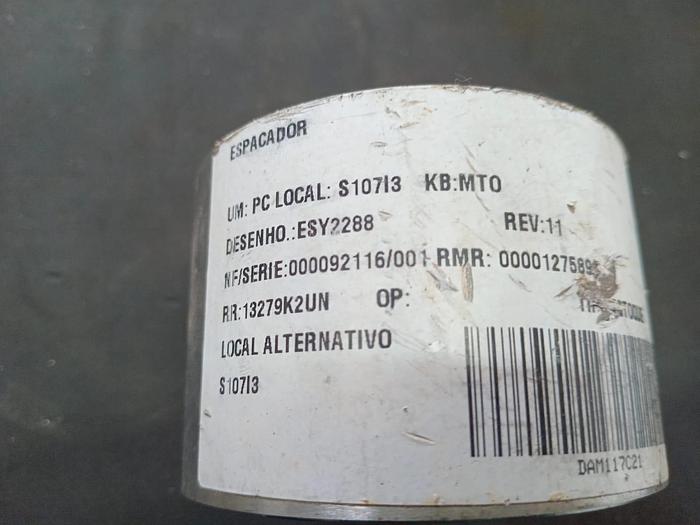 ESPACADOR
UM: PC LOCAL: S107I3 KB:MTO
DESENHO.:ESY2288 REV:11
NF/SERIE:000092116/001 RMR: 000012758
RR:13279K2UN OP:
LOCAL ALTERNATIVO
S107I3
DAM117C21